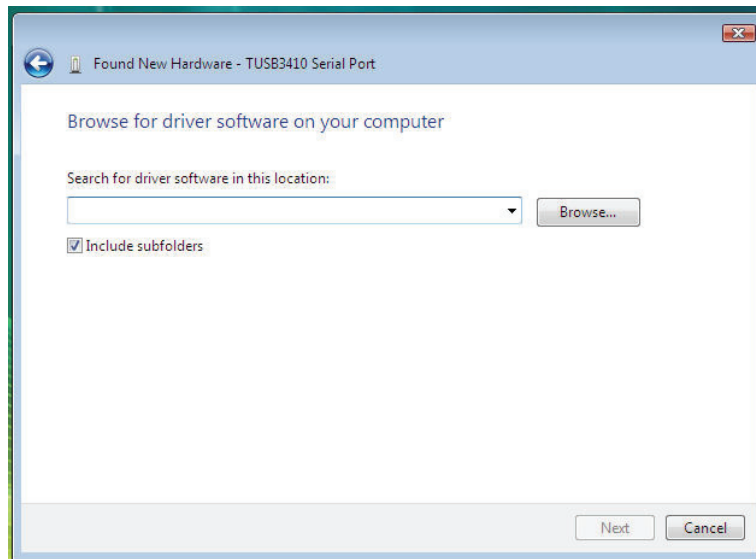 Found New Hardware - TUSB3410 Serial Port
Browse for driver software on your computer
Search for driver software in this location:
Browse...
Include subfolders
Next
Cancel